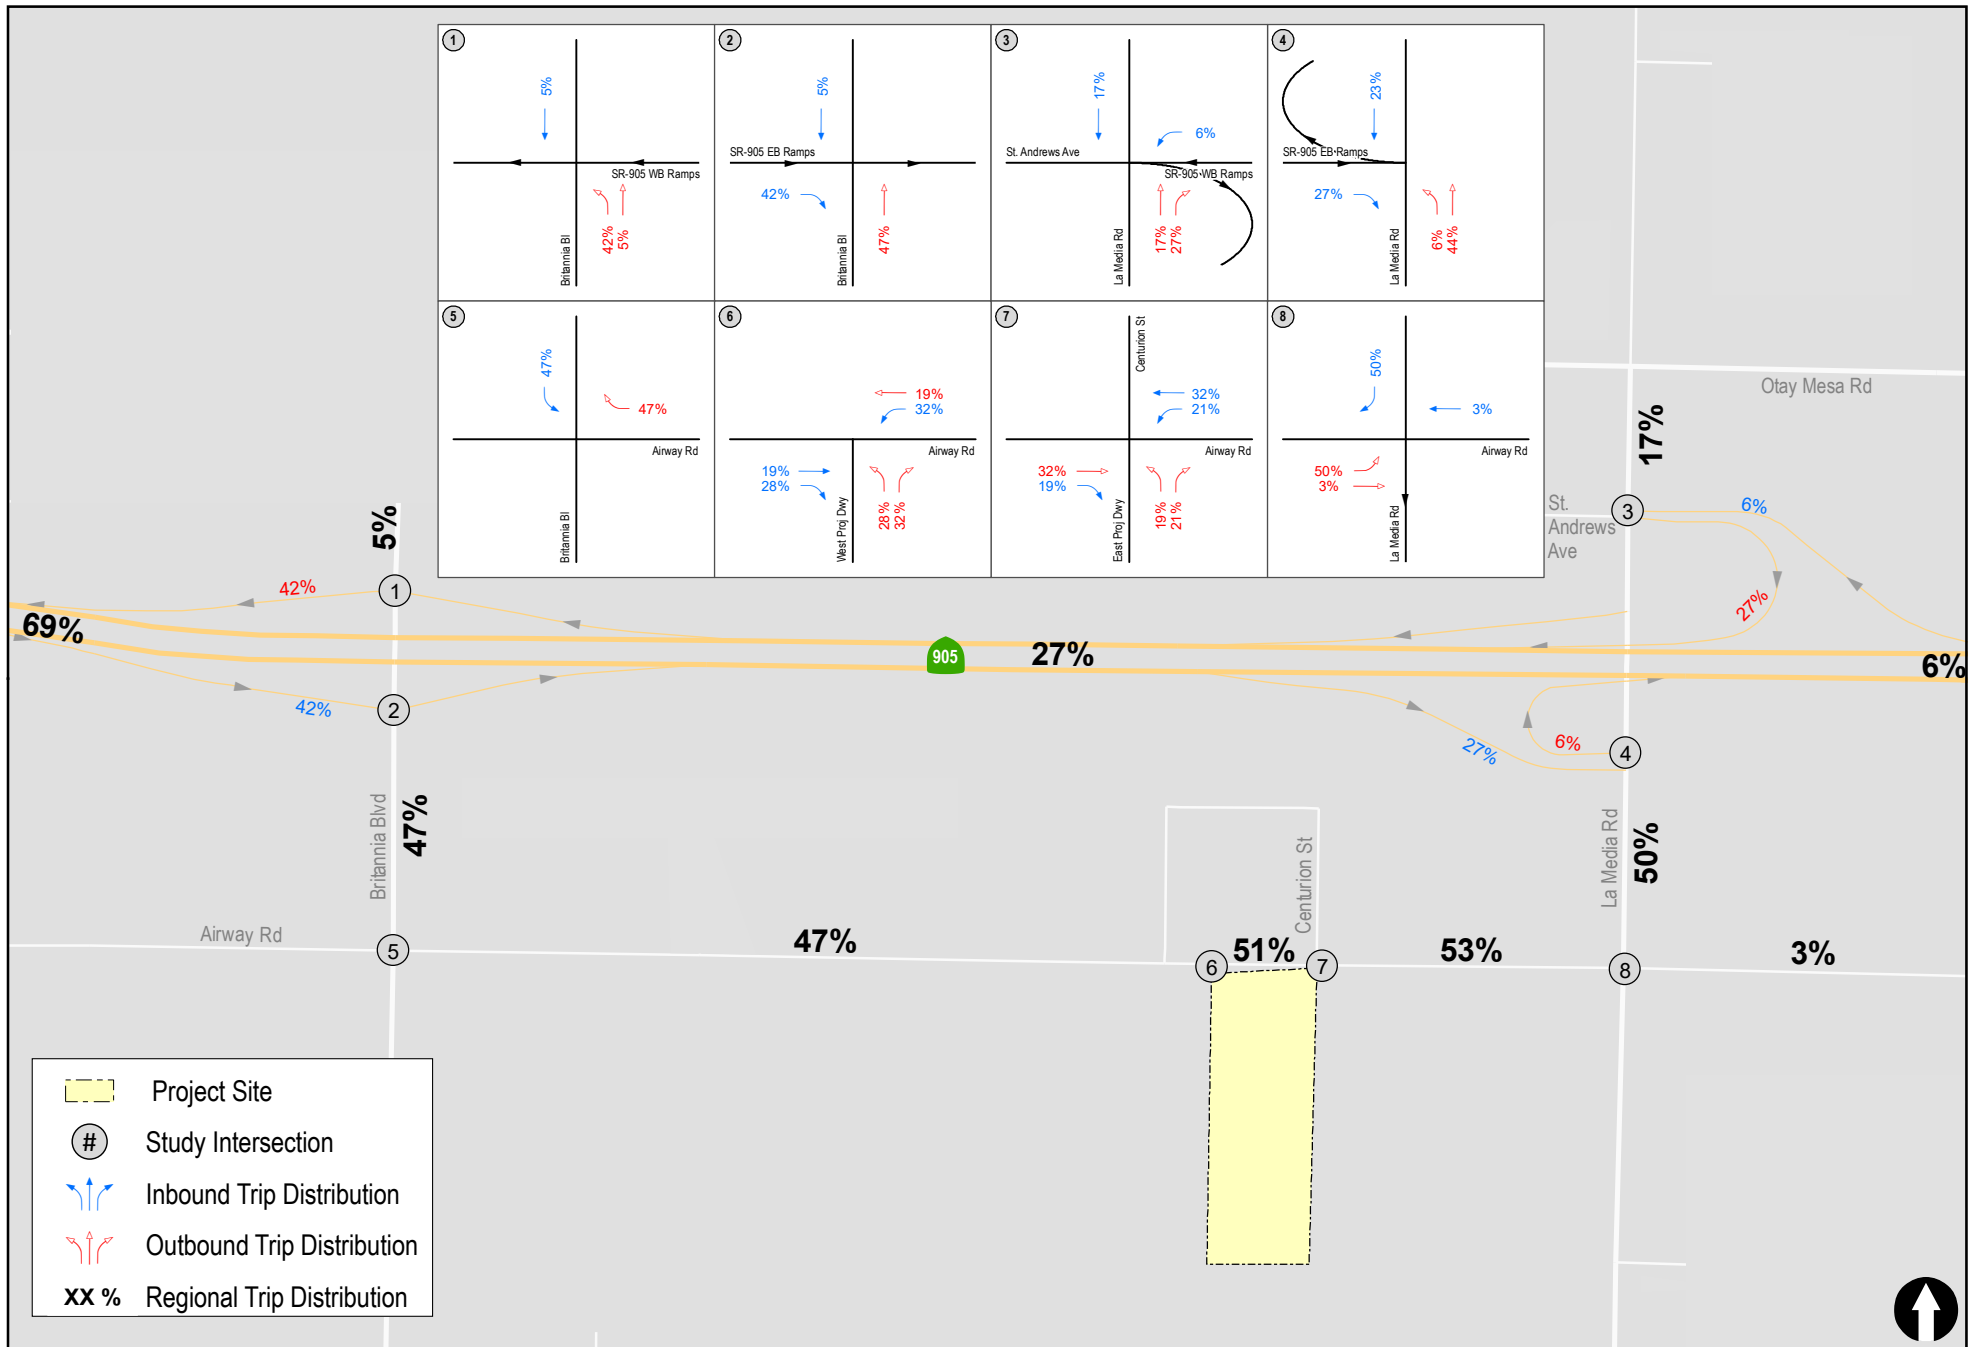 1
5%
SR-905 WB Ramps
42%
5%
Britannia Bl
2
5%
SR-905 EB Ramps
42%
47%
Britannia Bl
3
17%
6%
St. Andrews Ave
SR-905 WB Ramps
17%
27%
La Media Rd
4
23%
SR-905 EB Ramps
27%
6%
44%
La Media Rd
5
47%
47%
Airway Rd
Britannia Bl
6
19%
32%
Airway Rd
19%
28%
28%
32%
West Proj Dwy
7
Centurion St
32%
21%
Airway Rd
32%
19%
19%
21%
East Proj Dwy
8
50%
3%
Airway Rd
50%
3%
La Media Rd
Otay Mesa Rd
17%
St.
Andrews
Ave
3
6%
27%
5%
1
42%
69%
905
27%
6%
2
42%
4
6%
27%
Britannia Blvd
47%
Centurion St
La Media Rd
50%
Airway Rd
5
47%
6
51%
7
53%
8
3%
Project Site
# Study Intersection
Inbound Trip Distribution
Outbound Trip Distribution
XX % Regional Trip Distribution